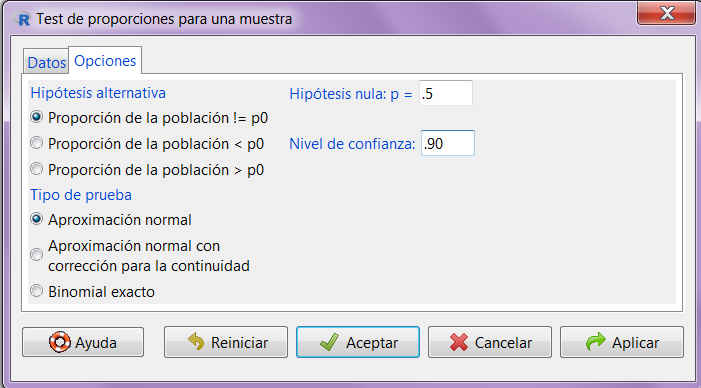 Test de proporciones para una muestra
Datos Opciones
Hipótesis alternativa
Proporción de la población != p0
Proporción de la población < p0
Proporción de la población > p0
Hipótesis nula: p = .5
Nivel de confianza: .90
Tipo de prueba
Aproximación normal
Aproximación normal con
corrección para la continuidad
Binomial exacto
Ayuda Reiniciar Aceptar Cancelar Aplicar